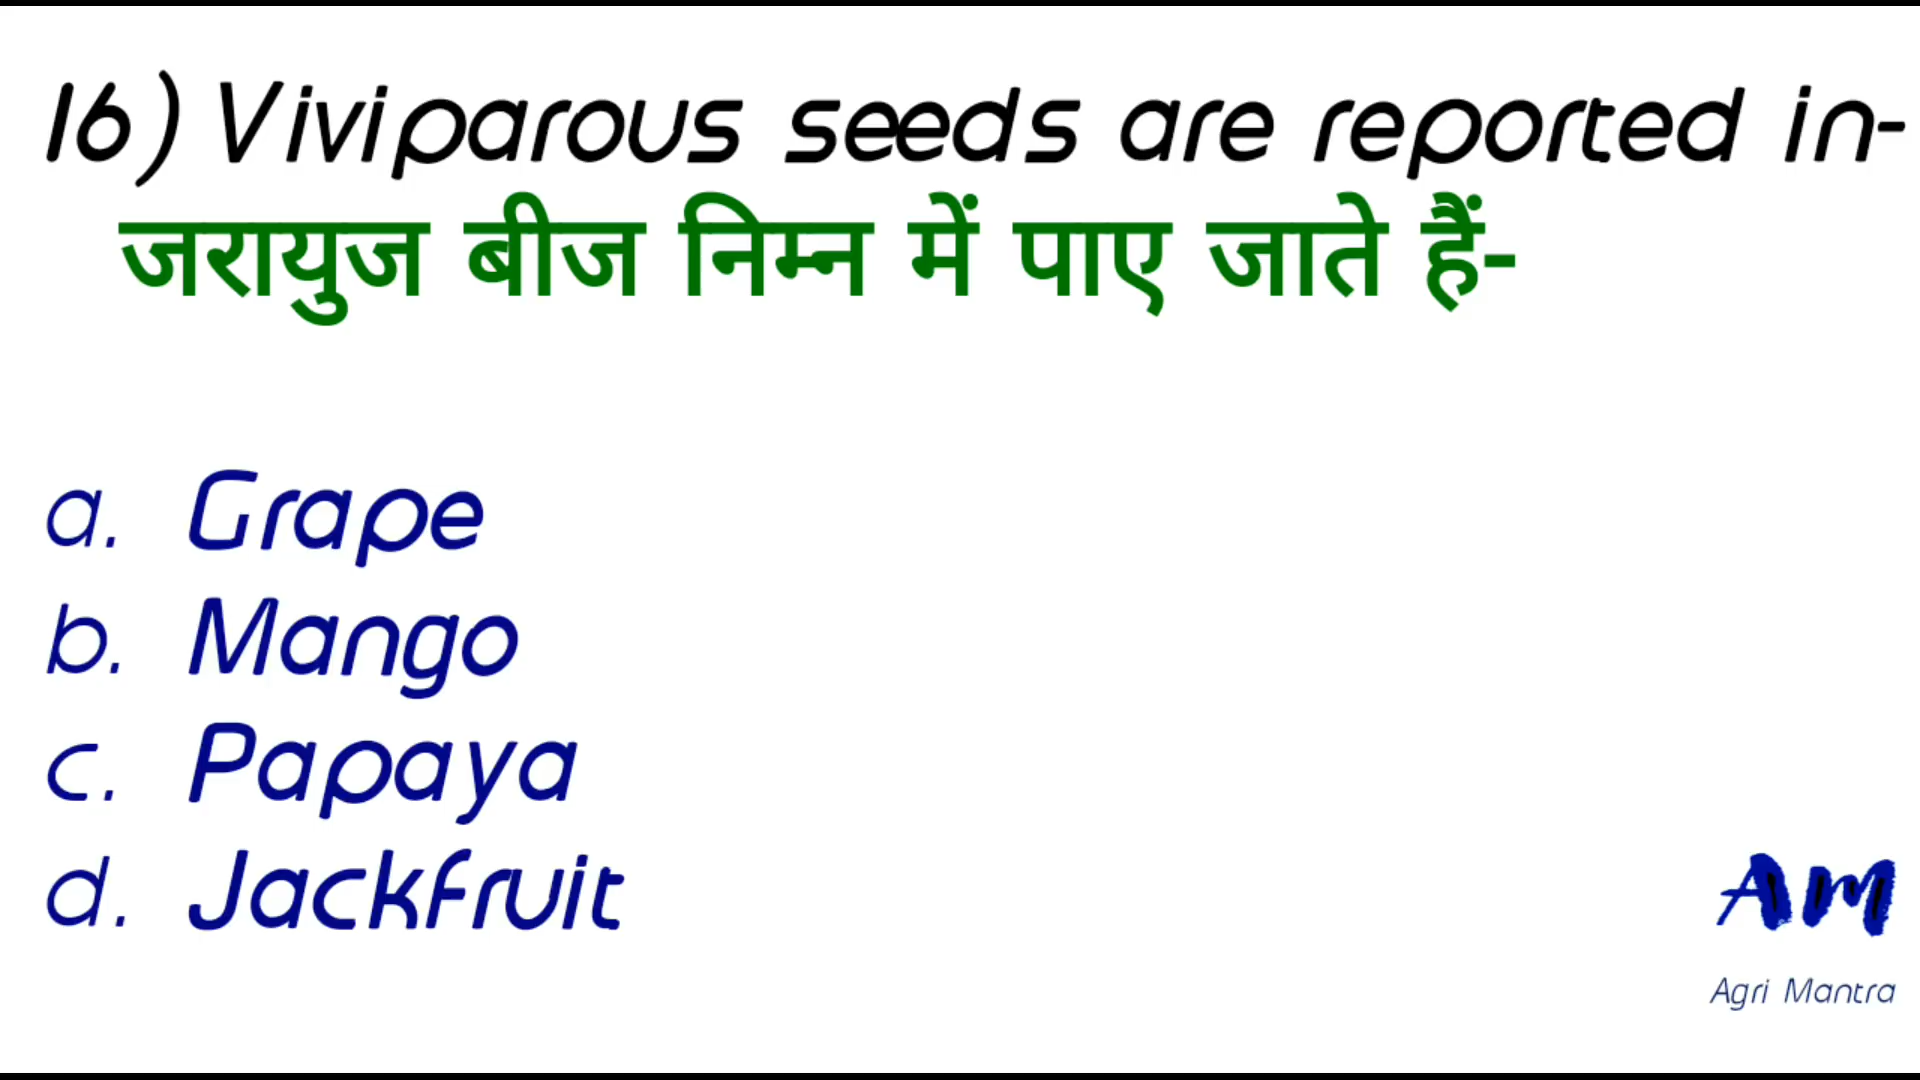 16) Viviparous seeds are reported in-
जरायुज बीज निम्न में पाए जाते हैं-
a. Grape
b. Mango
c. Papaya
d. Jackfruit
AM
Agri Mantra